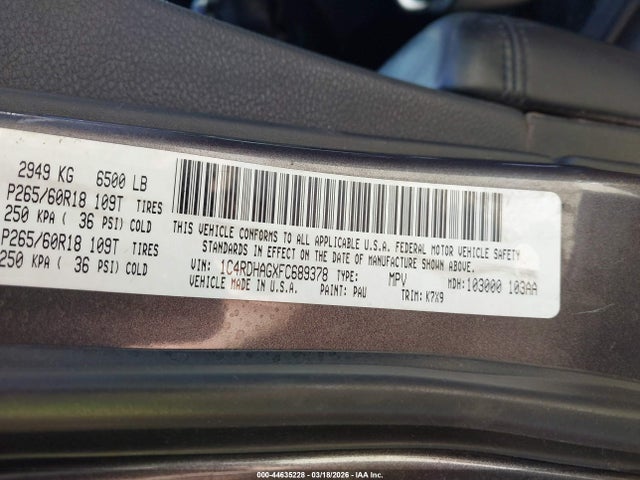 2949 KG 6500 LB
P265/60R18 109T TIRES
250 KPA ( 36 PSI) COLD
P265/60R18 109T TIRES
250 KPA ( 36 PSI) COLD
THIS VEHICLE CONFORMS TO ALL APPLICABLE U.S.A. FEDERAL MOTOR VEHICLE SAFETY
STANDARDS IN EFFECT ON THE DATE OF MANUFACTURE SHOWN ABOVE.
VIN: 1C4RDHAGXFC689378 TYPE: MPV MDH: 103000 103AA
VEHICLE MADE IN U.S.A. PAINT: PAU TRIM: K7X9
000-44635228 - 03/18/2026 - IAA Inc.